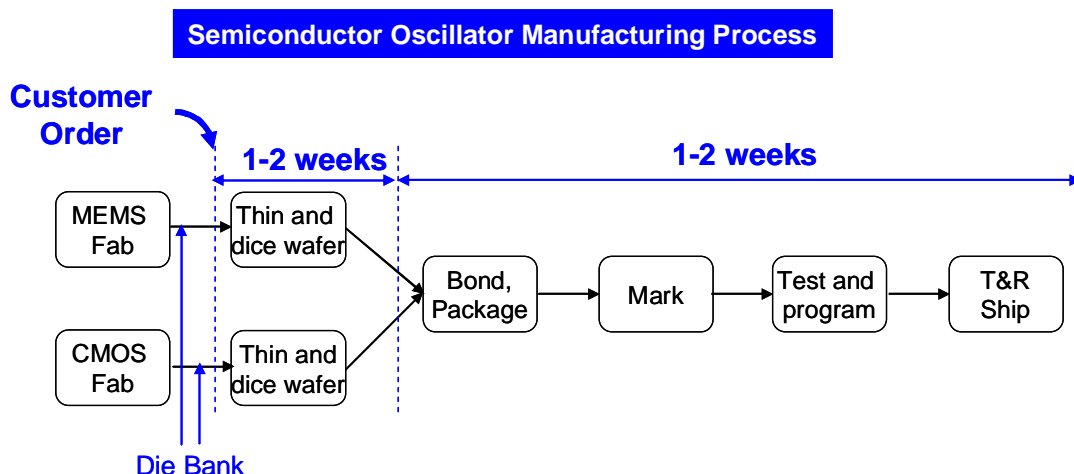 Semiconductor Oscillator Manufacturing Process
Customer
Order
1-2 weeks
1-2 weeks
MEMS
Fab
Thin and
dice wafer
Bond,
Package
Mark
Test and
program
T&R
Ship
CMOS
Fab
Thin and
dice wafer
Die Bank